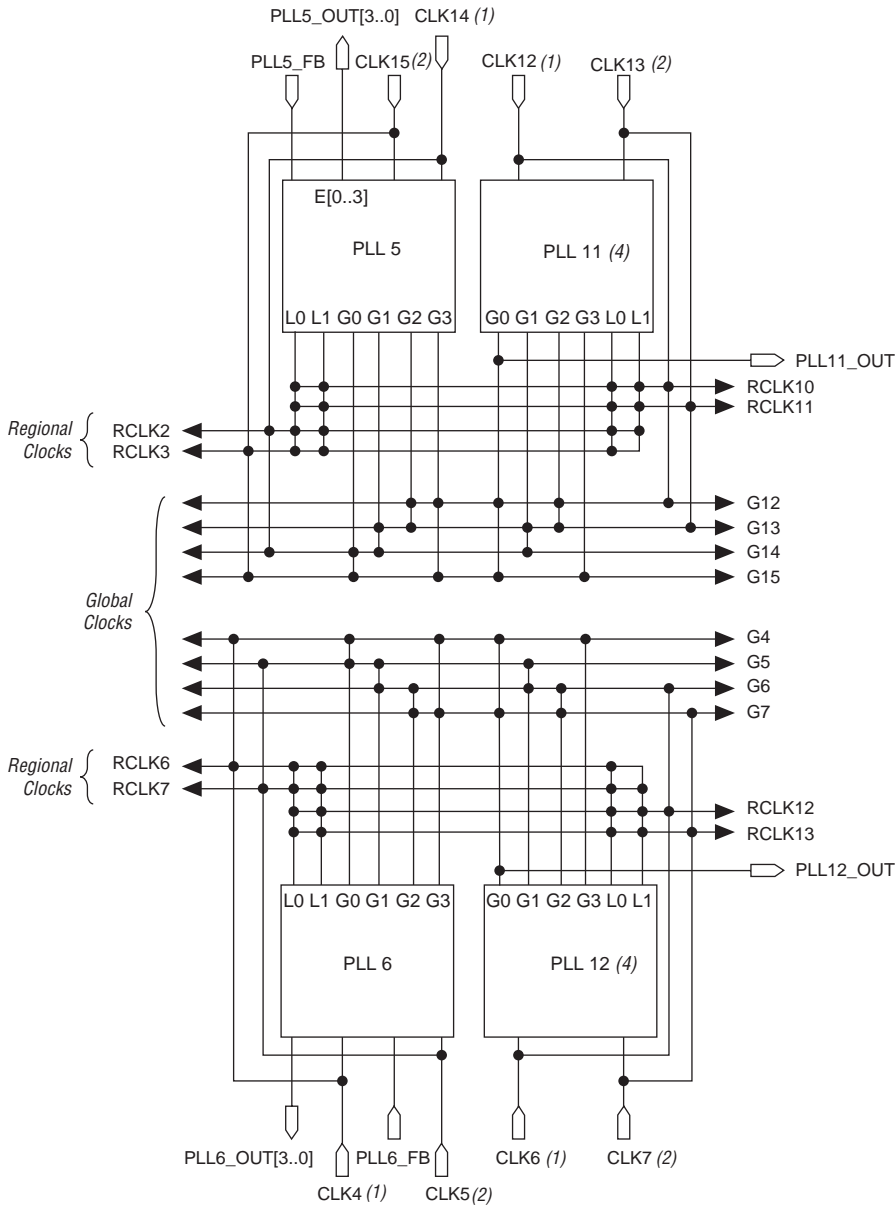 PLL5_OUT[3..0] CLK14 (1)
PLL5_FB CLK15 (2) CLK12 (1) CLK13 (2)
E[0..3]
PLL 5 PLL 11 (4)
L0 L1 G0 G1 G2 G3 G0 G1 G2 G3 L0 L1
PLL11_OUT
RCLK10
RCLK11
Regional Clocks
RCLK2
RCLK3
G12
G13
G14
G15
Global Clocks
G4
G5
G6
G7
Regional Clocks
RCLK6
RCLK7
RCLK12
RCLK13
PLL12_OUT
L0 L1 G0 G1 G2 G3 G0 G1 G2 G3 L0 L1
PLL 6 PLL 12 (4)
PLL6_OUT[3..0] PLL6_FB CLK6 (1) CLK7 (2)
CLK4 (1) CLK5 (2)